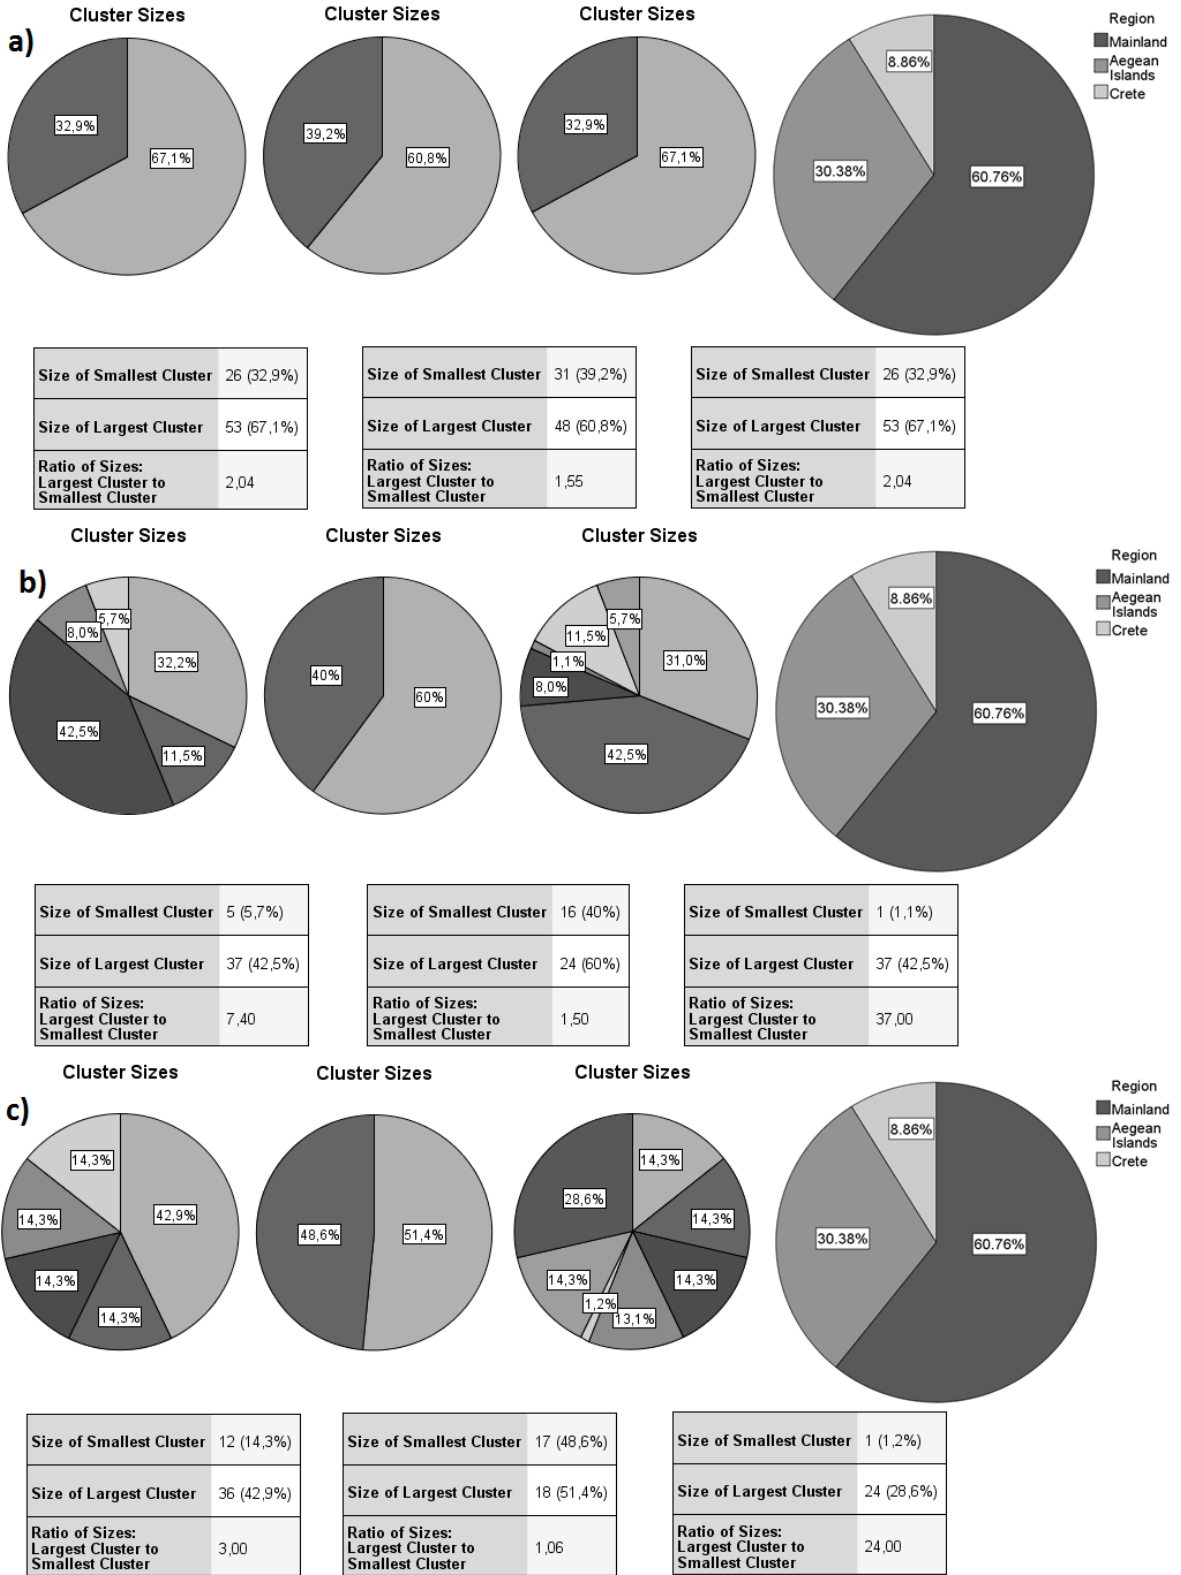 a)
Cluster Sizes
32,9%
67,1%
Cluster Sizes
39,2%
60,8%
Cluster Sizes
32,9%
67,1%
8.86%
30.38%
60.76%
Region
Mainland
Aegean
Islands
Crete
Size of Smallest Cluster 26 (32,9%)
Size of Largest Cluster 53 (67,1%)
Ratio of Sizes:
Largest Cluster to
Smallest Cluster
2,04
Size of Smallest Cluster 31 (39,2%)
Size of Largest Cluster 48 (60,8%)
Ratio of Sizes:
Largest Cluster to
Smallest Cluster
1,55
Size of Smallest Cluster 26 (32,9%)
Size of Largest Cluster 53 (67,1%)
Ratio of Sizes:
Largest Cluster to
Smallest Cluster
2,04
b)
Cluster Sizes
5,7%
8,0%
32,2%
42,5%
11,5%
Cluster Sizes
40%
60%
Cluster Sizes
5,7%
11,5%
1,1%
31,0%
8,0%
42,5%
8.86%
30.38%
60.76%
Region
Mainland
Aegean
Islands
Crete
Size of Smallest Cluster 5 (5,7%)
Size of Largest Cluster 37 (42,5%)
Ratio of Sizes:
Largest Cluster to
Smallest Cluster
7,40
Size of Smallest Cluster 16 (40%)
Size of Largest Cluster 24 (60%)
Ratio of Sizes:
Largest Cluster to
Smallest Cluster
1,50
Size of Smallest Cluster 1 (1,1%)
Size of Largest Cluster 37 (42,5%)
Ratio of Sizes:
Largest Cluster to
Smallest Cluster
37,00
c)
Cluster Sizes
14,3%
42,9%
14,3%
14,3%
14,3%
Cluster Sizes
48,6%
51,4%
Cluster Sizes
14,3%
28,6%
14,3%
14,3%
14,3%
1,2%
13,1%
8.86%
30.38%
60.76%
Region
Mainland
Aegean
Islands
Crete
Size of Smallest Cluster 12 (14,3%)
Size of Largest Cluster 36 (42,9%)
Ratio of Sizes:
Largest Cluster to
Smallest Cluster
3,00
Size of Smallest Cluster 17 (48,6%)
Size of Largest Cluster 18 (51,4%)
Ratio of Sizes:
Largest Cluster to
Smallest Cluster
1,06
Size of Smallest Cluster 1 (1,2%)
Size of Largest Cluster 24 (28,6%)
Ratio of Sizes:
Largest Cluster to
Smallest Cluster
24,00